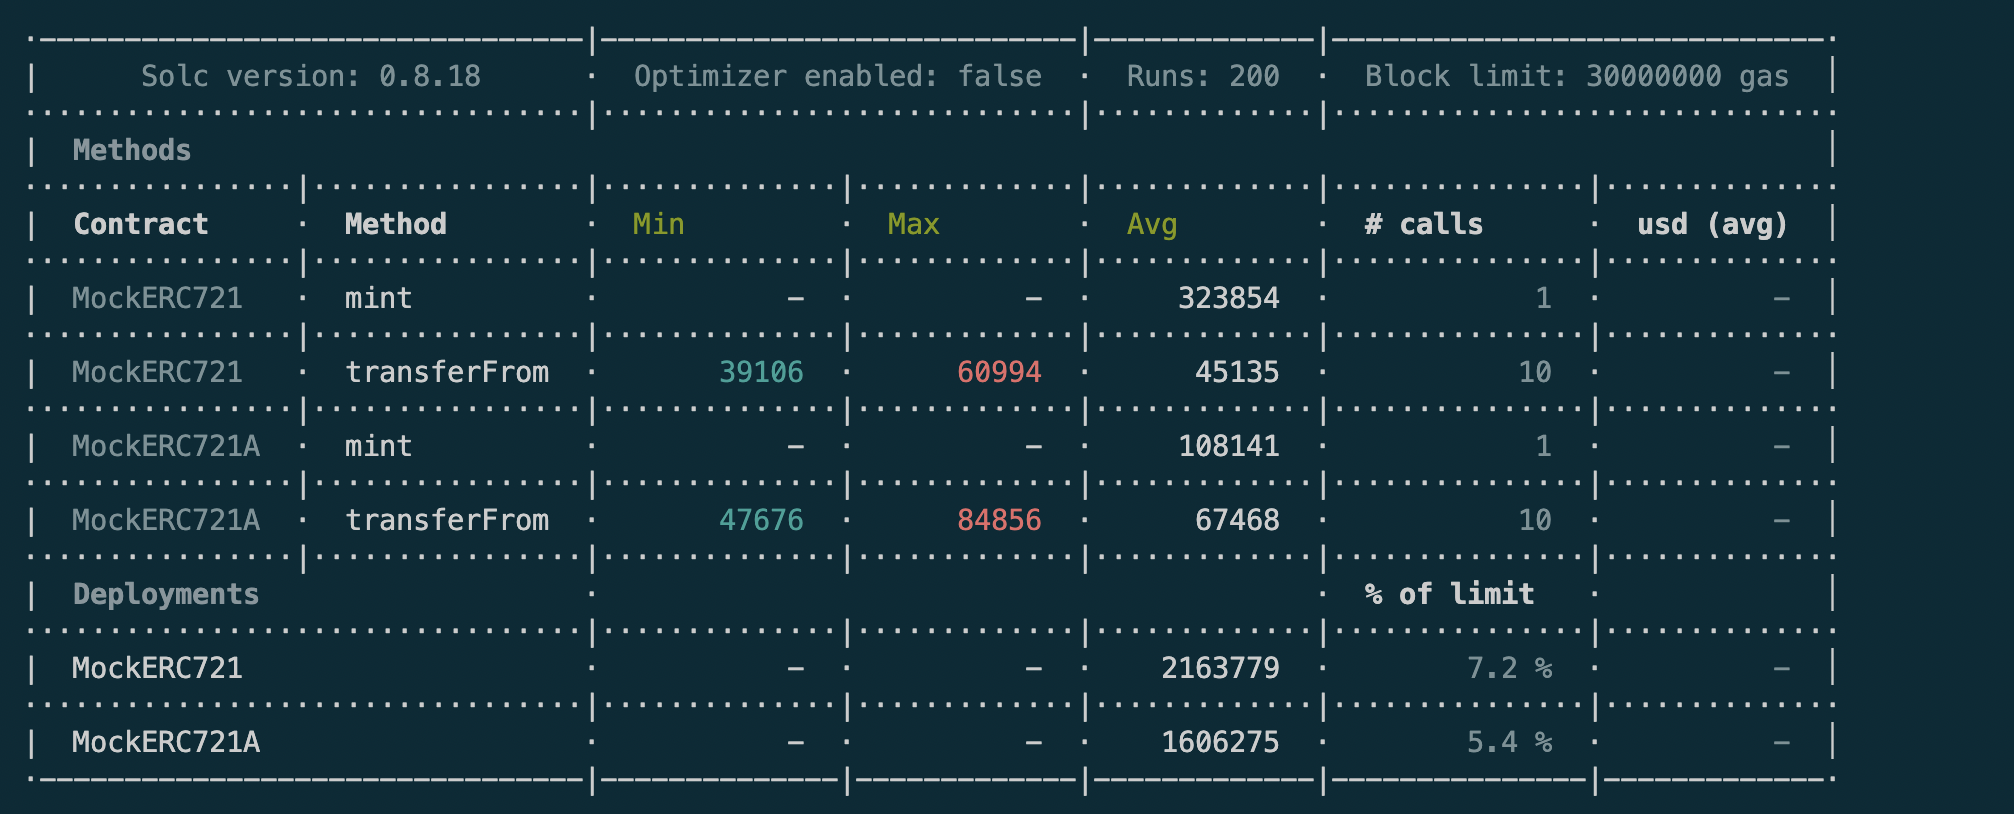 Solc version: 0.8.18 · Optimizer enabled: false · Runs: 200 · Block limit: 30000000 gas
Methods
Contract · Method · Min · Max · Avg · # calls · usd (avg)
MockERC721 · mint · – · – · 323854 · 1 · –
MockERC721 · transferFrom · 39106 · 60994 · 45135 · 10 · –
MockERC721A · mint · – · – · 108141 · 1 · –
MockERC721A · transferFrom · 47676 · 84856 · 67468 · 10 · –
Deployments · · % of limit ·
MockERC721 · – · – · 2163779 · 7.2 % · –
MockERC721A · – · – · 1606275 · 5.4 % · –